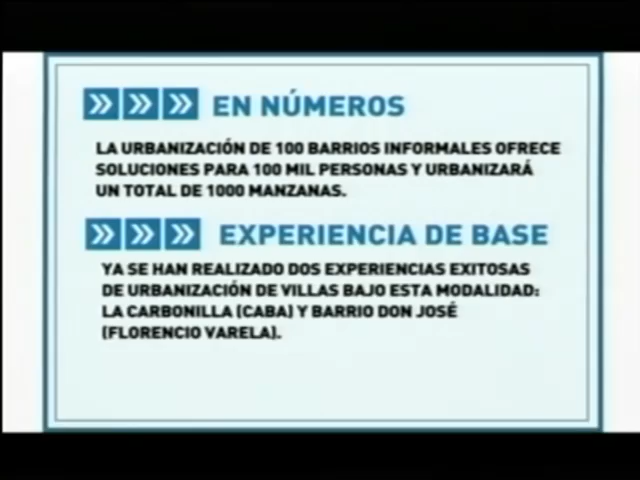 EN NÚMEROS
LA URBANIZACIÓN DE 100 BARRIOS INFORMALES OFRECE
SOLUCIONES PARA 100 MIL PERSONAS Y URBANIZARÁ
UN TOTAL DE 1000 MANZANAS.
EXPERIENCIA DE BASE
YA SE HAN REALIZADO DOS EXPERIENCIAS EXITOSAS
DE URBANIZACIÓN DE VILLAS BAJO ESTA MODALIDAD:
LA CARBONILLA (CABA) Y BARRIO DON JOSÉ
(FLORENCIO VARELA).